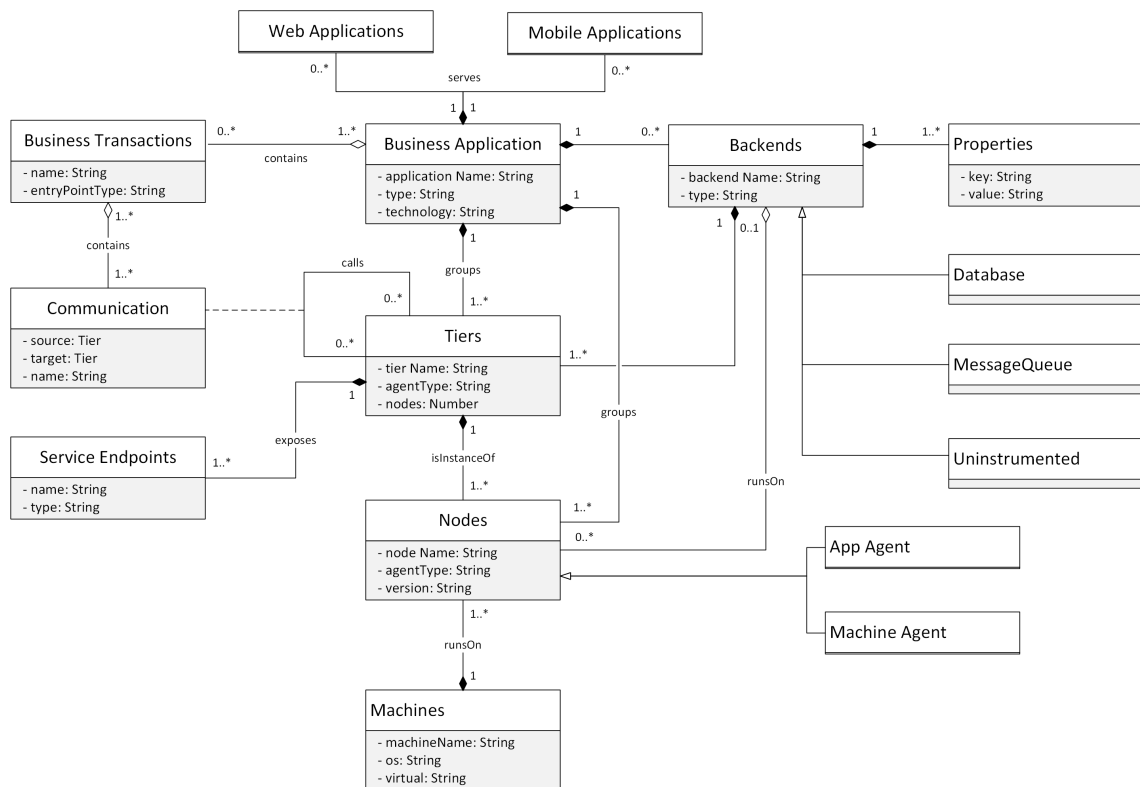 Web Applications
Mobile Applications
0..*
0..*
serves
1
1
Business Transactions
- name: String
- entryPointType: String
0..*
1..*
contains
Business Application
- application Name: String
- type: String
- technology: String
1
0..*
Backends
- backend Name: String
- type: String
1
1..*
Properties
- key: String
- value: String
1
1
1
0..1
1..*
contains
1..*
groups
1..*
calls
0..*
0..*
Communication
- source: Tier
- target: Tier
- name: String
Tiers
- tier Name: String
- agentType: String
- nodes: Number
1..*
Database
MessageQueue
Uninstrumented
1
exposes
1..*
groups
Service Endpoints
- name: String
- type: String
1
isInstanceOf
1..*
runsOn
1..*
0..*
Nodes
- node Name: String
- agentType: String
- version: String
App Agent
Machine Agent
1..*
runsOn
1
Machines
- machineName: String
- os: String
- virtual: String